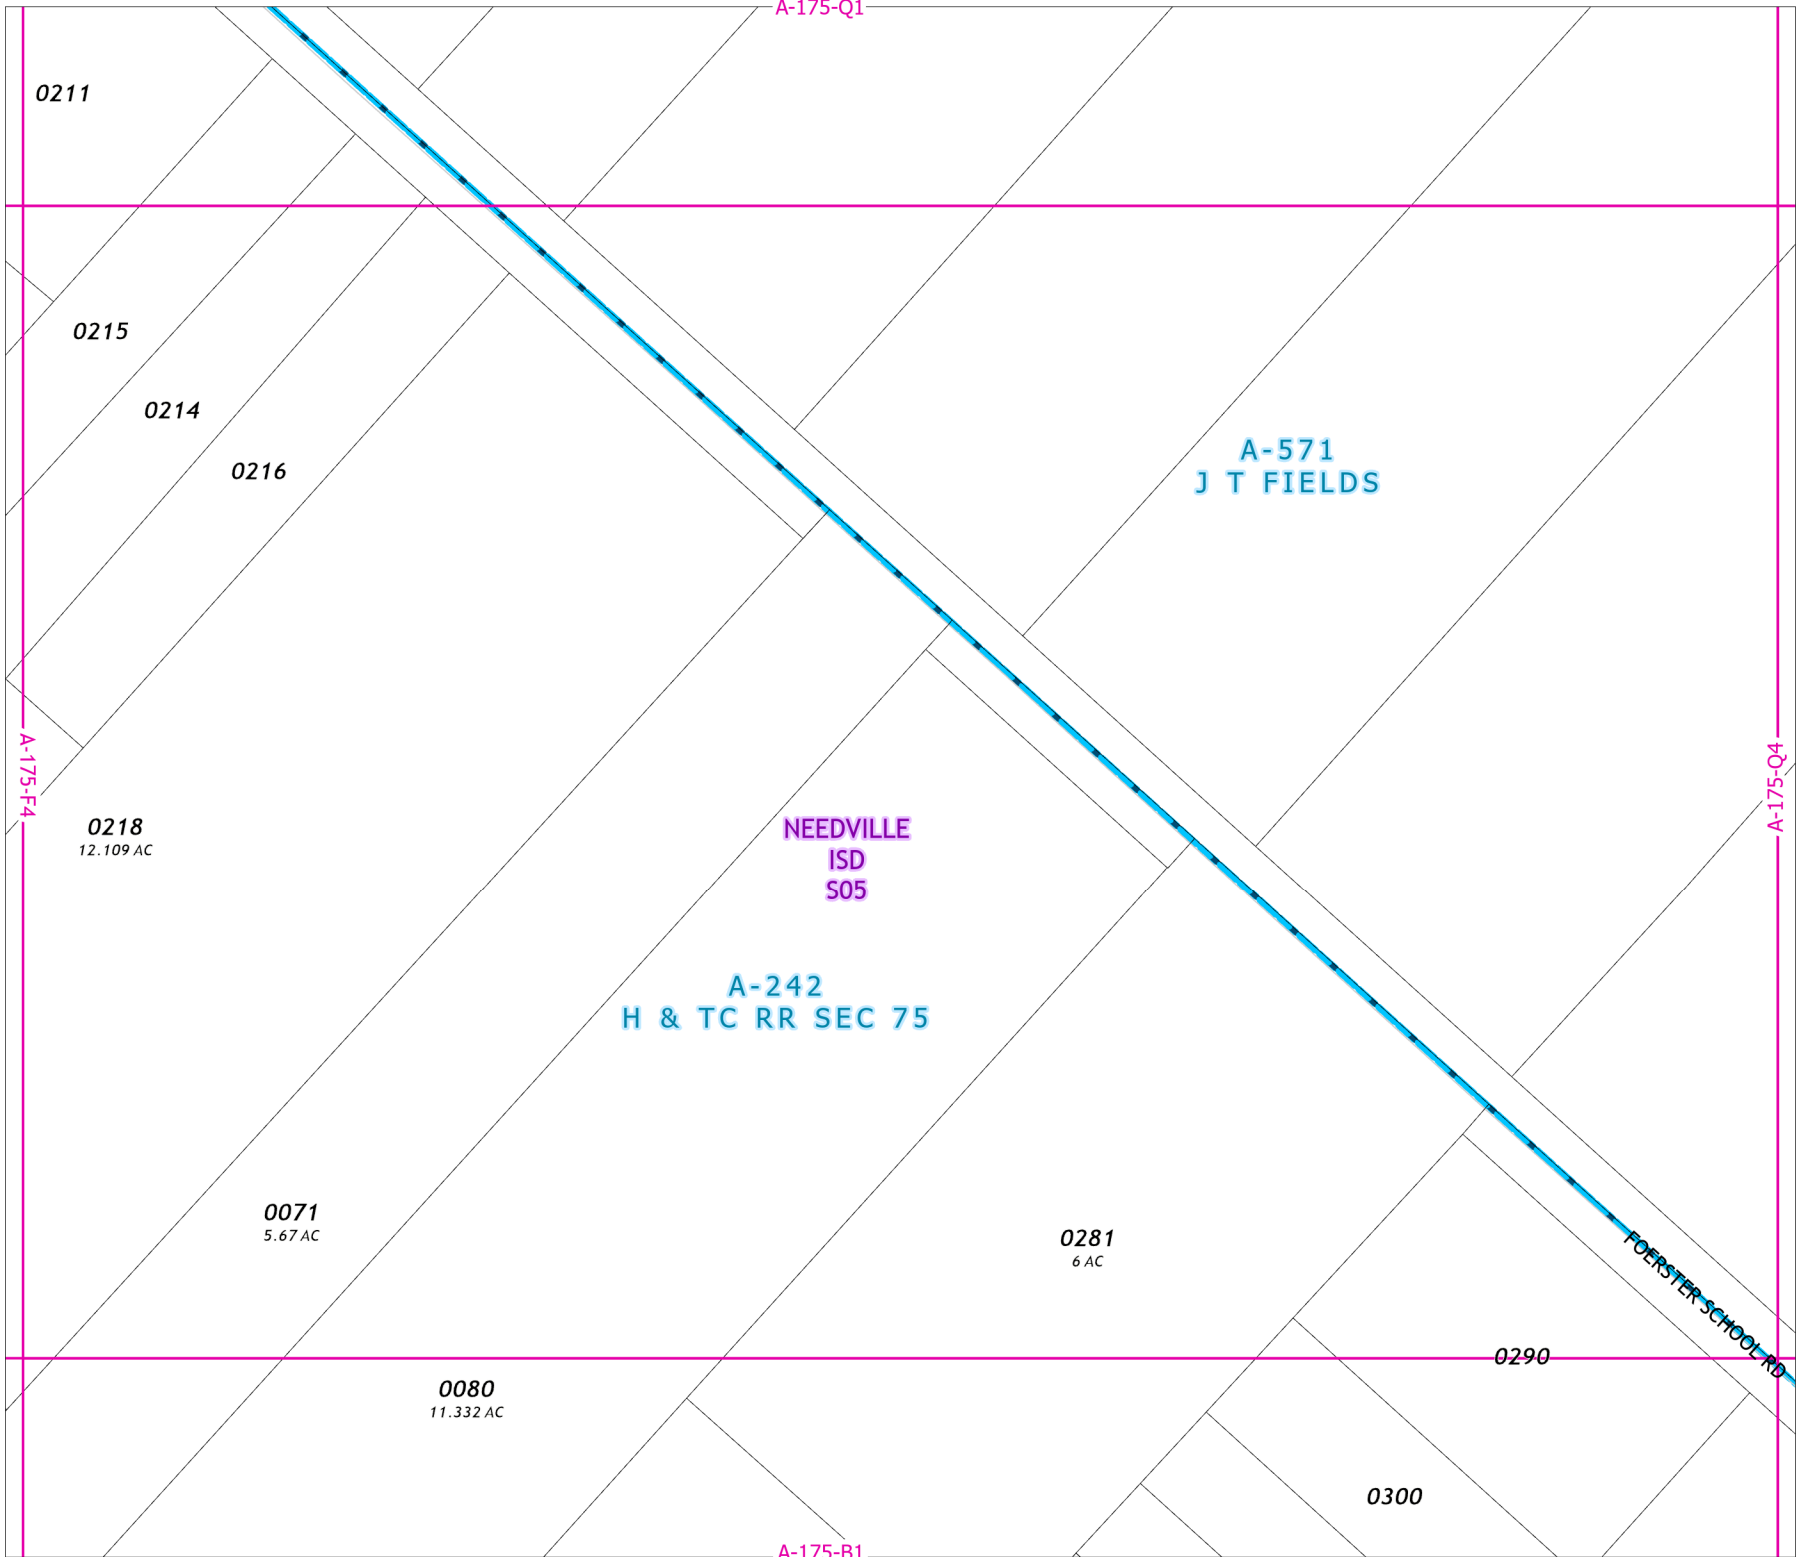 A-175-Q1
0211
0215
0214
0216
A-571
J T FIELDS
A-175-F4
A-175-Q4
0218
12.109 AC
NEEDVILLE
ISD
S05
A-242
H & TC RR SEC 75
0071
5.67 AC
0281
6 AC
FOERSTER SCHOOL RD
0290
0080
11.332 AC
0300
A-175-B1